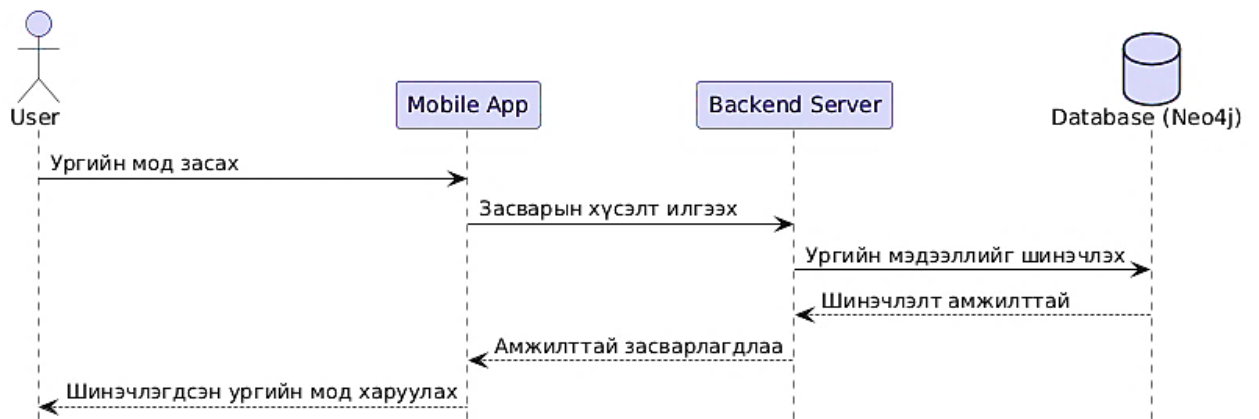 User
Mobile App
Backend Server
Database (Neo4j)
Ургийн мод засах
Засварын хүсэлт илгээх
Ургийн мэдээллийг шинэчлэх
Шинэчлэлт амжилттай
Амжилттай засварлагдлаа
Шинэчлэгдсэн ургийн мод харуулах